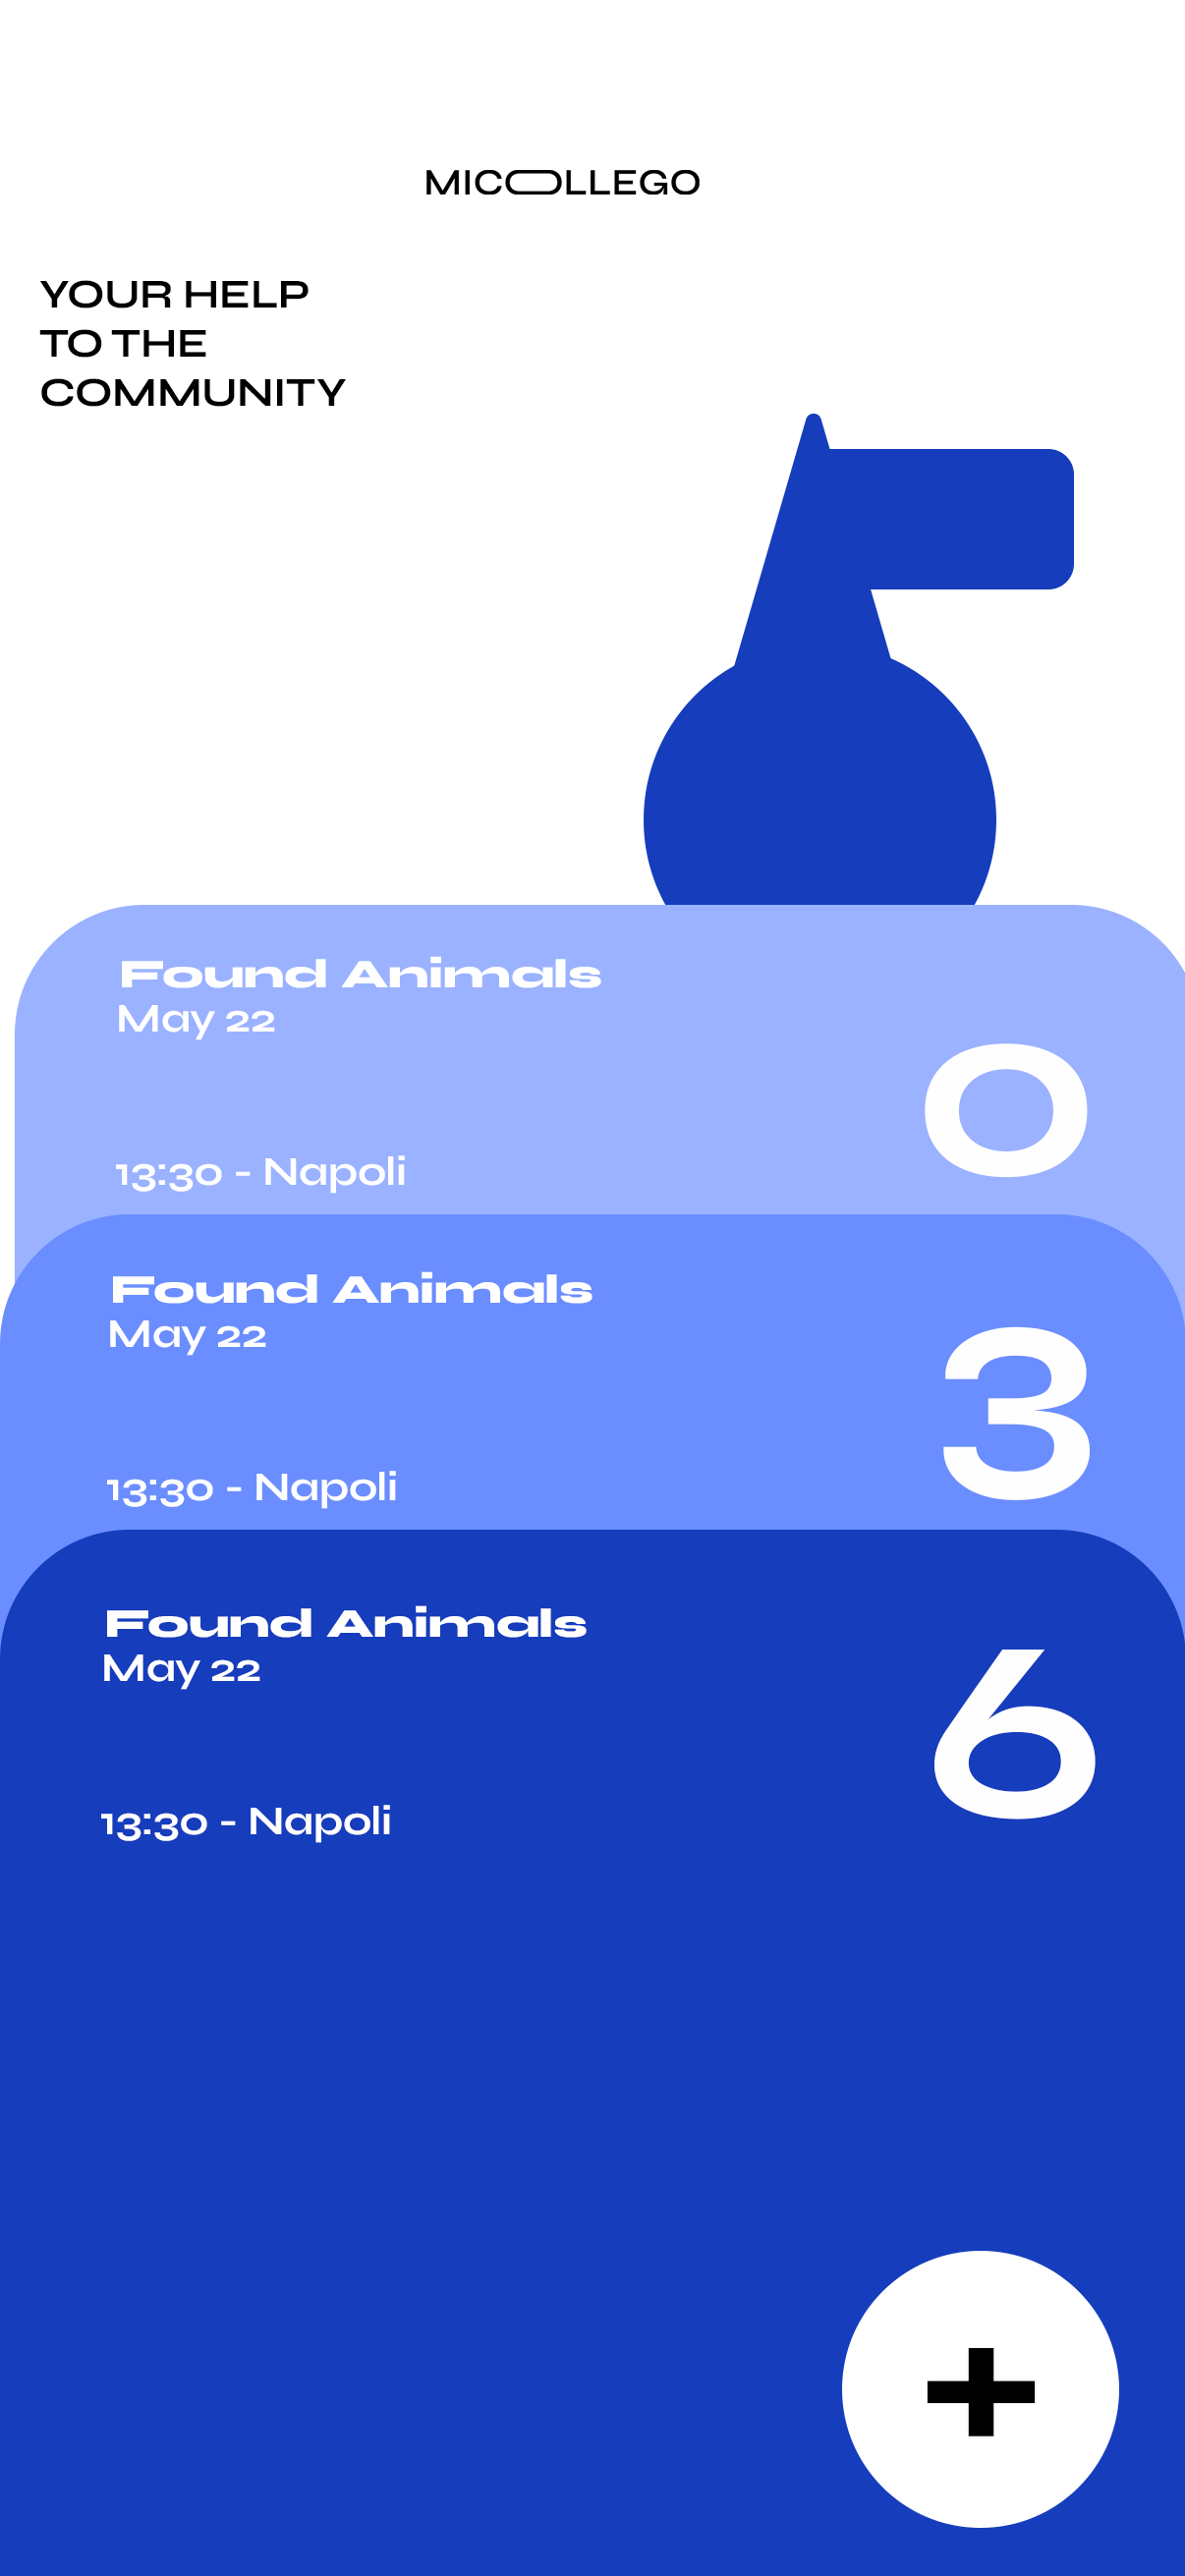 MICOLLEGO
YOUR HELP
TO THE
COMMUNITY
Found Animals
May 22
0
13:30 - Napoli
Found Animals
May 22
3
13:30 - Napoli
Found Animals
May 22
6
13:30 - Napoli
+